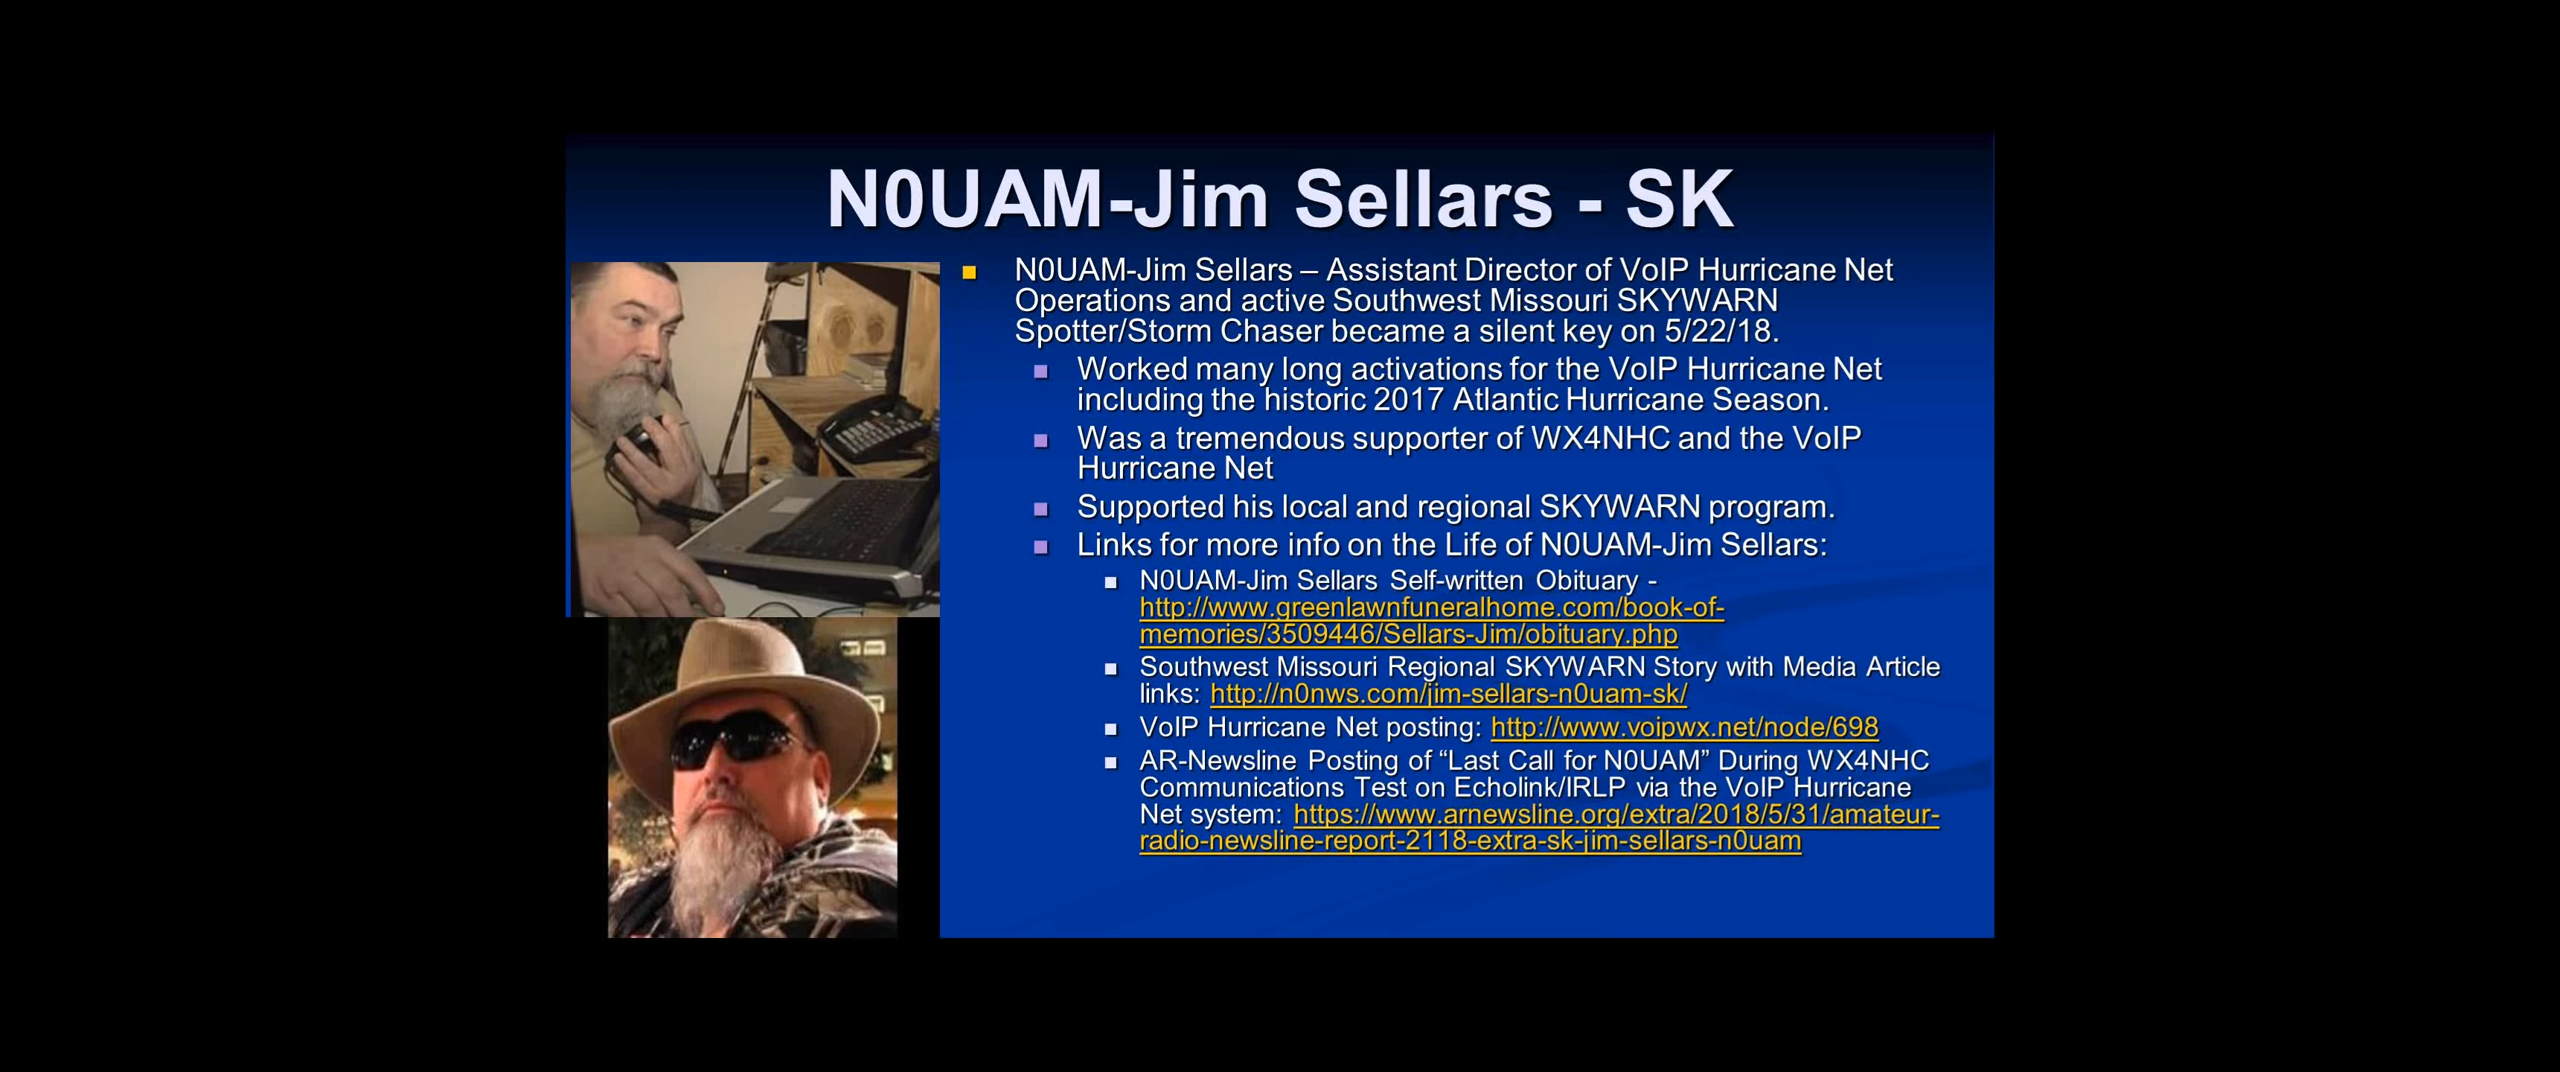 N0UAM-Jim Sellars - SK
N0UAM-Jim Sellars – Assistant Director of VoIP Hurricane Net
Operations and active Southwest Missouri SKYWARN
Spotter/Storm Chaser became a silent key on 5/22/18.
Worked many long activations for the VoIP Hurricane Net
including the historic 2017 Atlantic Hurricane Season.
Was a tremendous supporter of WX4NHC and the VoIP
Hurricane Net
Supported his local and regional SKYWARN program.
Links for more info on the Life of N0UAM-Jim Sellars:
N0UAM-Jim Sellars Self-written Obituary -
http://www.greenlawnfuneralhome.com/book-of-
memories/3509446/Sellars-Jim/obituary.php
Southwest Missouri Regional SKYWARN Story with Media Article
links: http://n0nws.com/jim-sellars-n0uam-sk/
VoIP Hurricane Net posting: http://www.voipwx.net/node/698
AR-Newsline Posting of “Last Call for N0UAM” During WX4NHC
Communications Test on Echolink/IRLP via the VoIP Hurricane
Net system: https://www.arnewsline.org/extra/2018/5/31/amateur-
radio-newsline-report-2118-extra-sk-jim-sellars-n0uam